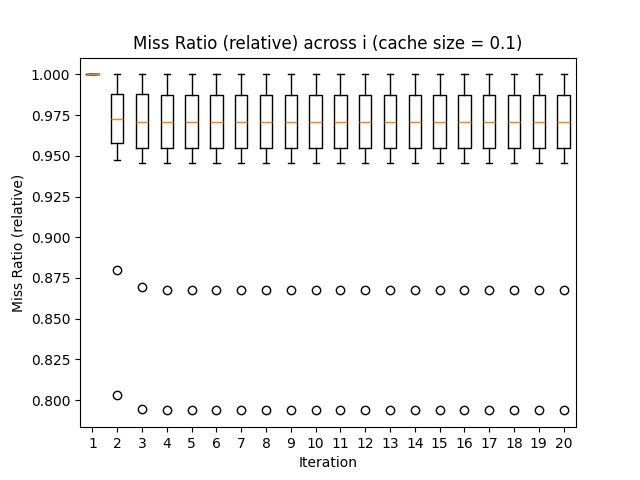 Miss Ratio (relative) across i (cache size = 0.1)
Miss Ratio (relative)
1.000
0.975
0.950
0.925
0.900
0.875
0.850
0.825
0.800
1 2 3 4 5 6 7 8 9 10 11 12 13 14 15 16 17 18 19 20
Iteration